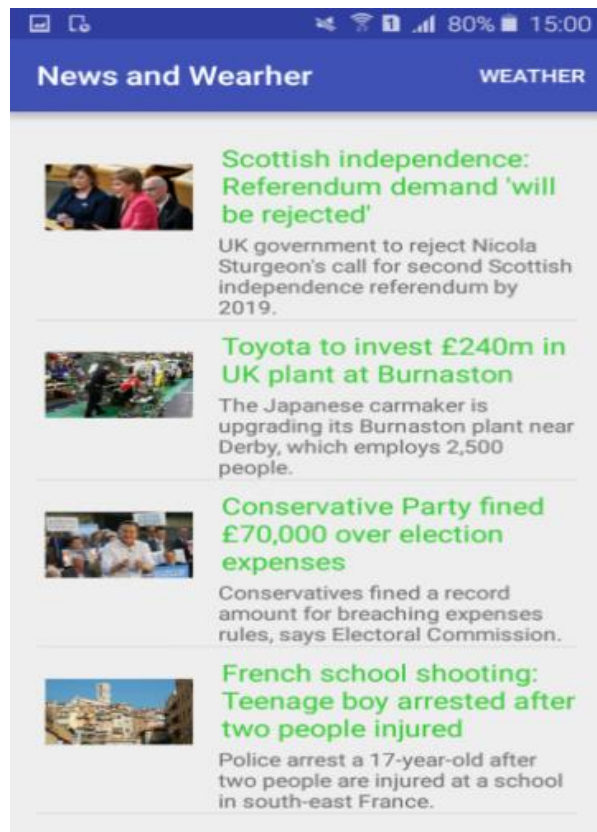 1 80% 15:00
News and Wearher WEATHER
Scottish independence:
Referendum demand 'will
be rejected'
UK government to reject Nicola
Sturgeon's call for second Scottish
independence referendum by
2019.
Toyota to invest £240m in
UK plant at Burnaston
The Japanese carmaker is
upgrading its Burnaston plant near
Derby, which employs 2,500
people.
Conservative Party fined
£70,000 over election
expenses
Conservatives fined a record
amount for breaching expenses
rules, says Electoral Commission.
French school shooting:
Teenage boy arrested after
two people injured
Police arrest a 17-year-old after
two people are injured at a school
in south-east France.